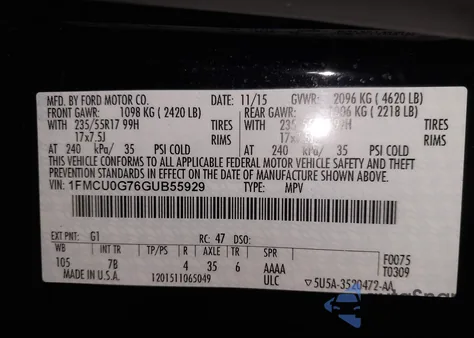 MFD. BY FORD MOTOR CO. 11/15 GVWR: 2096 KG ( 4620 LB)
FRONT GAWR: 1098 KG ( 2420 LB) REAR GAWR: 1006 KG ( 2218 LB)
WITH 235/55R17 99H TIRES WITH 235 99H TIRES
17x7.5J RIMS 17x7 RIMS
AT 240 kPa/ 35 PSI COLD AT 240 kPa/ 35 PSI COLD
THIS VEHICLE CONFORMS TO ALL APPLICABLE FEDERAL MOTOR VEHICLE SAFETY AND THEFT
PREVENTION STANDARDS IN EFFECT ON THE DATE OF MANUFACTURE SHOWN ABOVE.
VIN: 1FMCU0G76GUB55929 TYPE: MPV
EXT PNT: G1 RC: 47 DSO:
WB INT TR TP/PS R AXLE TR SPR F0075
105 7B 4 35 6 AAAA T0309
MADE IN U.S.A. 1201511065049 ULC 5U5A-3520472-AA